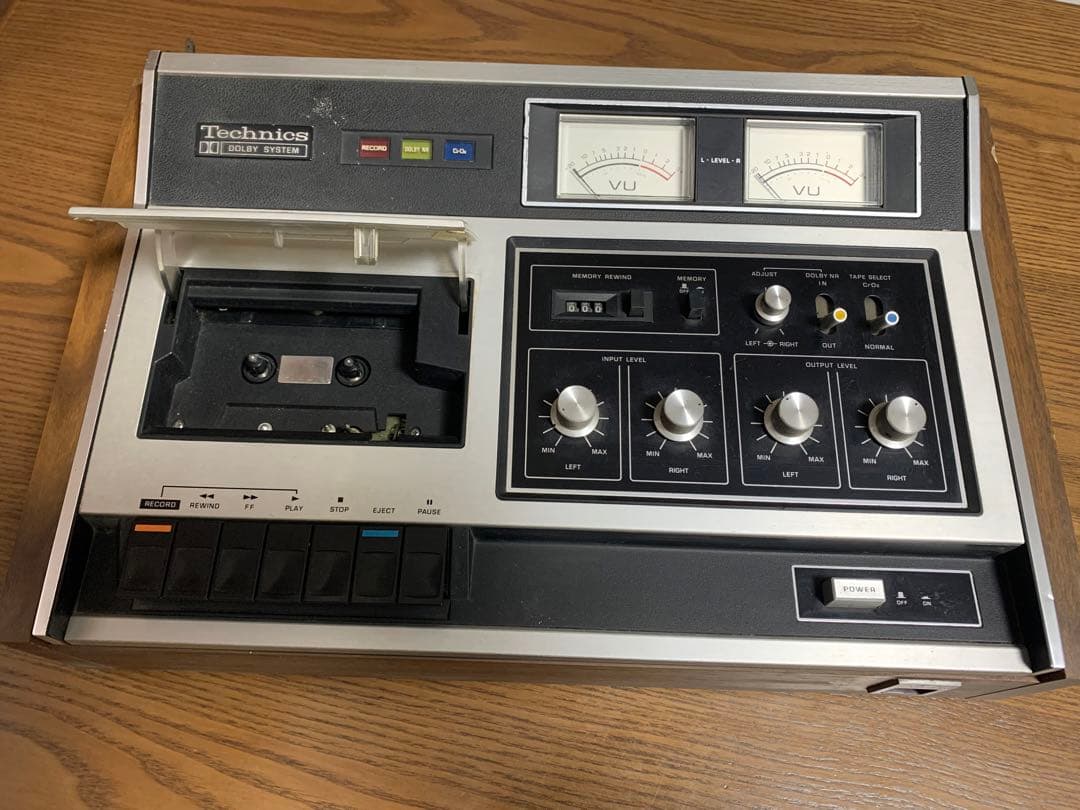 Technics
DOLBY SYSTEM
RECORD DOLBY NR CrO₂
VU
L - LEVEL - R
VU
MEMORY REWIND
MEMORY
OFF
000
ADJUST
DOLBY NR
IN
OUT
TAPE SELECT
CrO₂
NORMAL
LEFT RIGHT
INPUT LEVEL
MIN MAX
LEFT
MIN MAX
RIGHT
OUTPUT LEVEL
MIN MAX
LEFT
MIN MAX
RIGHT
RECORD REWIND FF PLAY STOP EJECT PAUSE
POWER
OFF ON